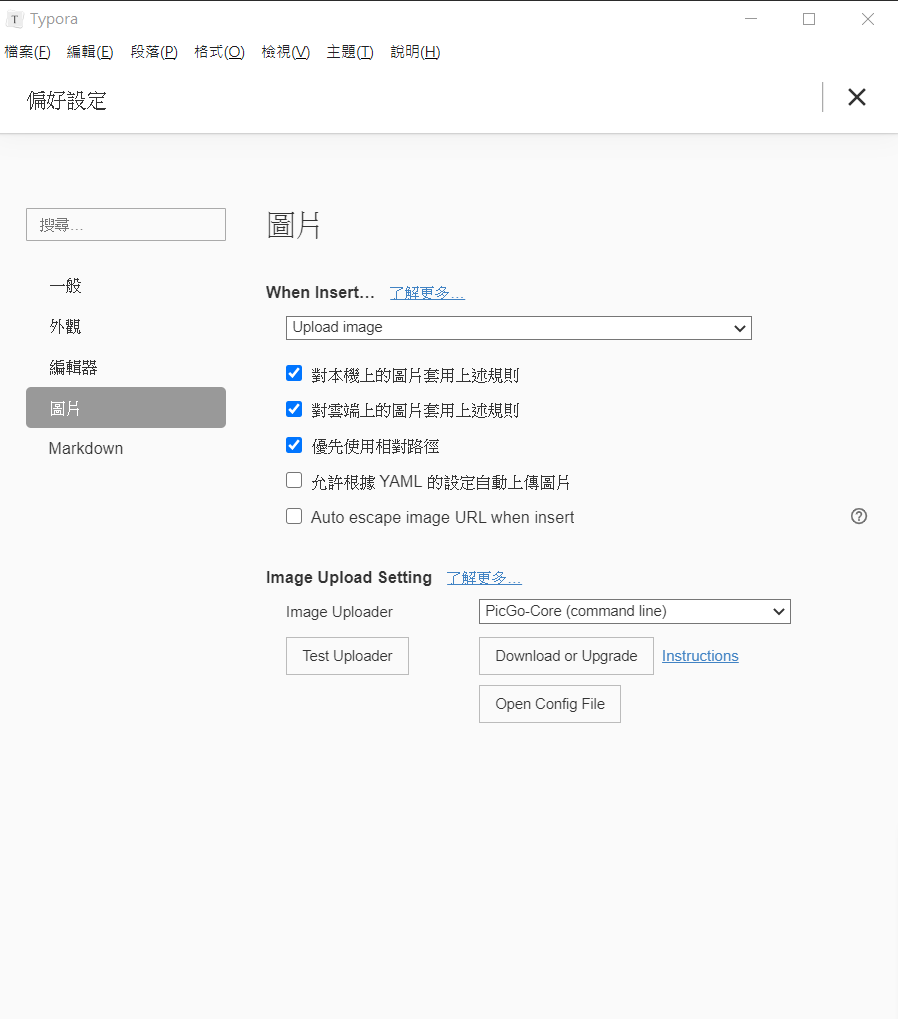 Typora
檔案(F) 編輯(E) 段落(P) 格式(O) 檢視(V) 主題(T) 說明(H)
偏好設定
搜尋...
一般
外觀
編輯器
圖片
Markdown
圖片
When Insert... 了解更多...
Upload image
對本機上的圖片套用上述規則
對雲端上的圖片套用上述規則
優先使用相對路徑
允許根據 YAML 的設定自動上傳圖片
Auto escape image URL when insert
Image Upload Setting 了解更多...
Image Uploader PicGo-Core (command line)
Test Uploader Download or Upgrade Instructions
Open Config File